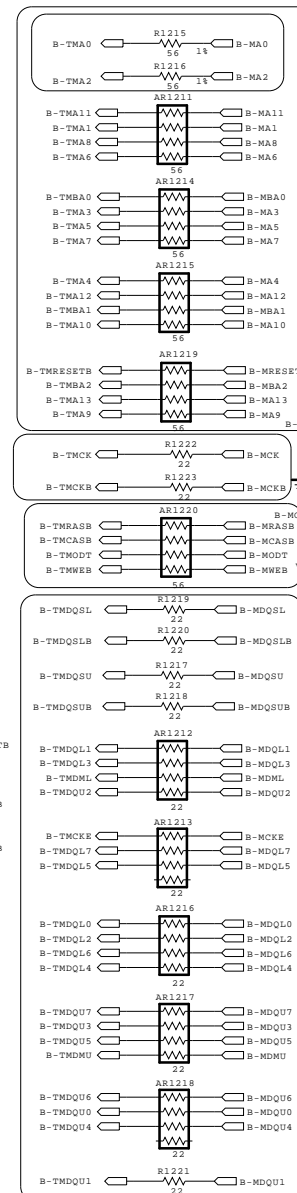 R1215
B-TMA0 B-MA0
56 1%
R1216
B-TMA2 B-MA2
56 1%
AR1211
B-TMA11 B-MA11
B-TMA1 B-MA1
B-TMA8 B-MA8
B-TMA6 B-MA6
56
AR1214
B-TMBA0 B-MBA0
B-TMA3 B-MA3
B-TMA5 B-MA5
B-TMA7 B-MA7
56
AR1215
B-TMA4 B-MA4
B-TMA12 B-MA12
B-TMBA1 B-MBA1
B-TMA10 B-MA10
56
AR1219
B-TMRESETB B-MRESET
B-TMBA2 B-MBA2
B-TMA13 B-MA13
B-TMA9 B-MA9
56 B-
R1222
B-TMCK B-MCK
22
R1223
B-TMCKB B-MCKB
22
AR1220 B-MC
B-TMRASB B-MRASB
B-TMCASB B-MCASB
B-TMODT B-MODT
B-TMWEB B-MWEB
56
R1219
B-TMDQSL B-MDQSL
22
R1220
B-TMDQSLB B-MDQSLB
22
R1217
B-TMDQSU B-MDQSU
22
R1218
B-TMDQSUB B-MDQSUB
22
AR1212
TB B-TMDQL1 B-MDQL1
B-TMDQL3 B-MDQL3
B-TMDML B-MDML
B-TMDQU2 B-MDQU2
B 22
AR1213
B-TMCKE B-MCKE
B B-TMDQL7 B-MDQL7
B-TMDQL5 B-MDQL5
22
AR1216
B-TMDQL0 B-MDQL0
B-TMDQL2 B-MDQL2
B-TMDQL6 B-MDQL6
B-TMDQL4 B-MDQL4
22
AR1217
B-TMDQU7 B-MDQU7
B-TMDQU3 B-MDQU3
B-TMDQU5 B-MDQU5
B-TMDMU B-MDMU
22
AR1218
B-TMDQU6 B-MDQU6
B-TMDQU0 B-MDQU0
B-TMDQU4 B-MDQU4
22
R1221
B-TMDQU1 B-MDQU1
22